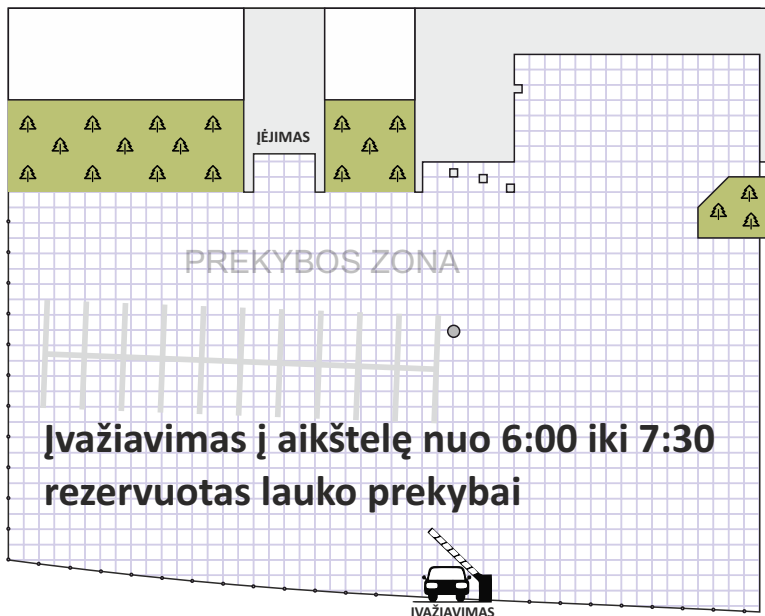 ĮĖJIMAS
PREKYBOS ZONA
Įvažiavimas į aikštelę nuo 6:00 iki 7:30
rezervuotas lauko prekybai
ĮVAŽIAVIMAS